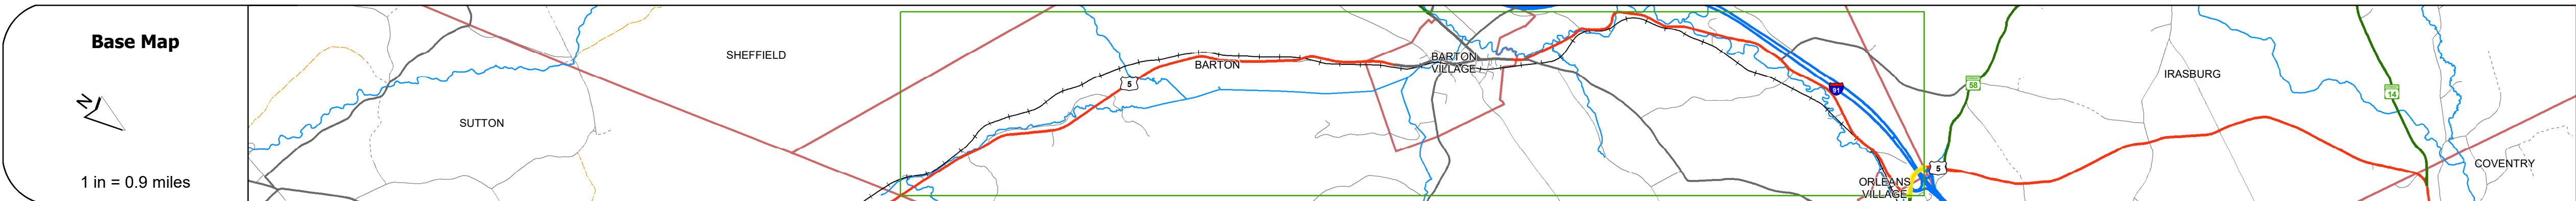 Base Map
N
1 in = 0.9 miles
SUTTON
SHEFFIELD
5
BARTON
BARTON
VILLAGE
91
ORLEANS
VILLAGE
5
58
IRASBURG
14
COVENTRY